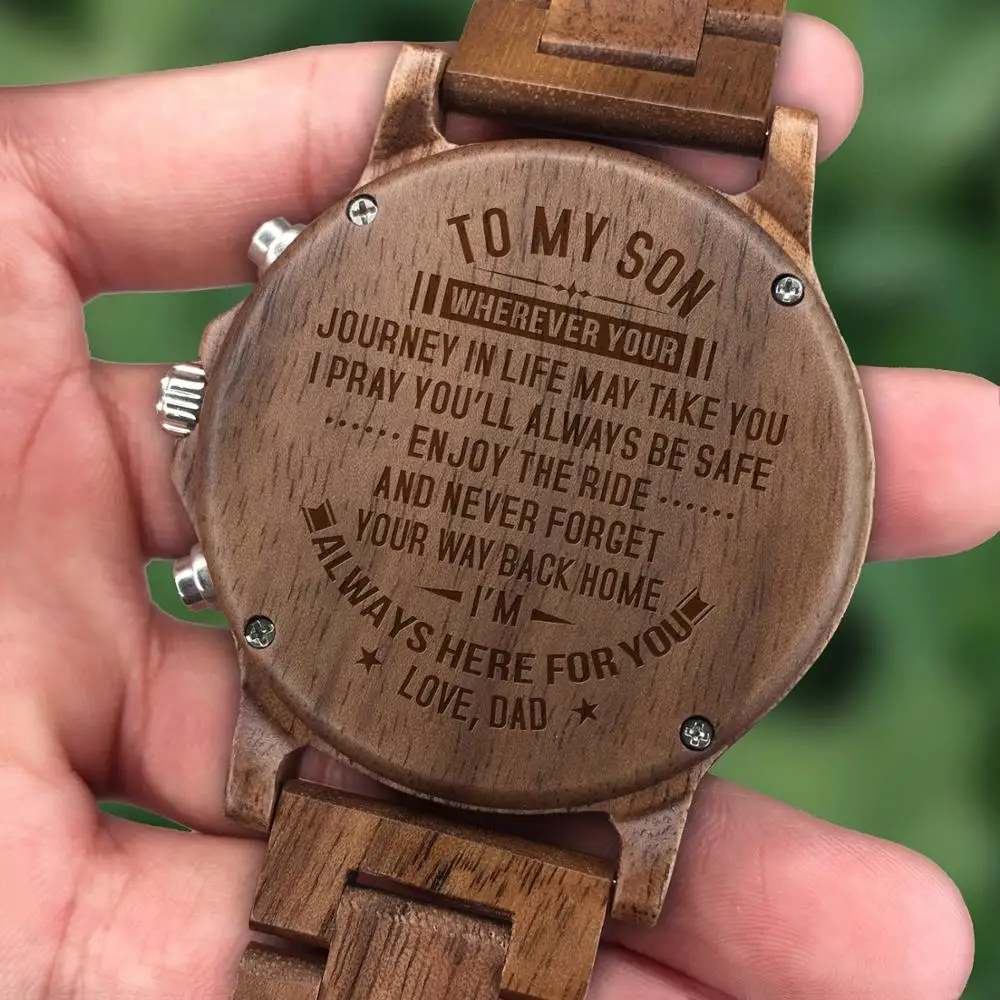 TO MY SON
WHEREVER YOUR
JOURNEY IN LIFE MAY TAKE YOU
I PRAY YOU'LL ALWAYS BE SAFE
ENJOY THE RIDE
AND NEVER FORGET
YOUR WAY BACK HOME
I'M
ALWAYS HERE FOR YOU
LOVE, DAD